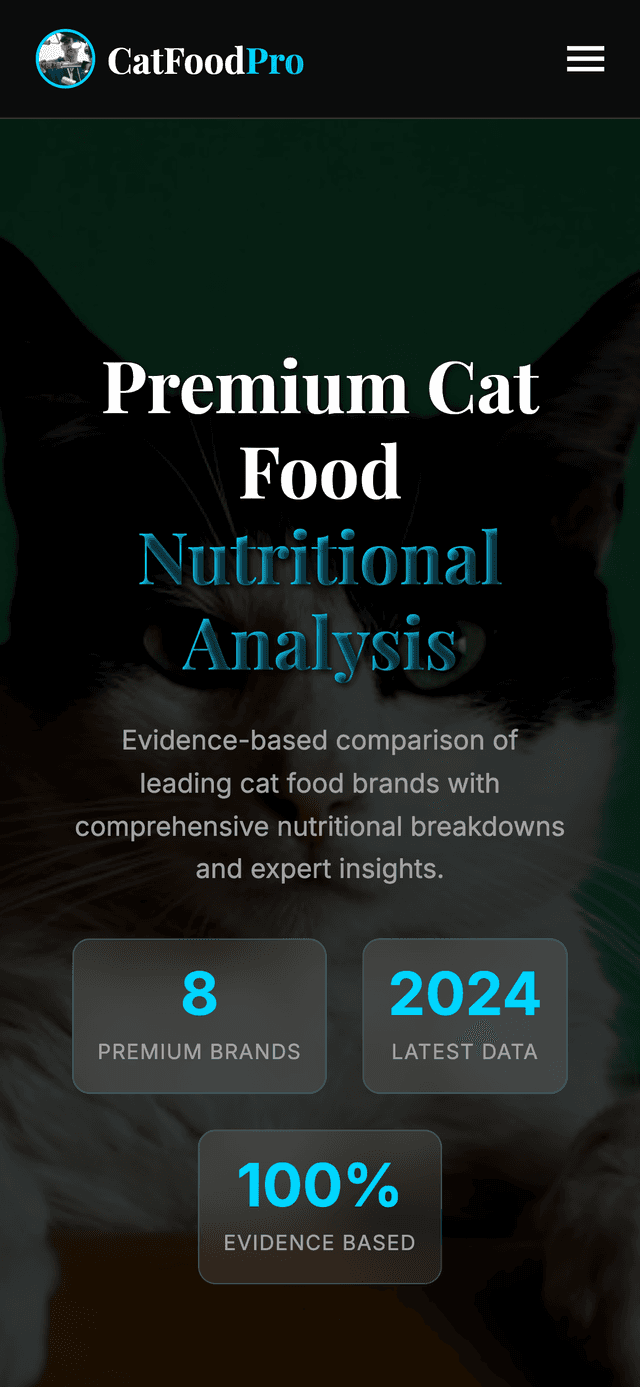 CatFoodPro
Premium Cat
Food
Nutritional
Analysis
Evidence-based comparison of
leading cat food brands with
comprehensive nutritional breakdowns
and expert insights.
8
PREMIUM BRANDS
2024
LATEST DATA
100%
EVIDENCE BASED